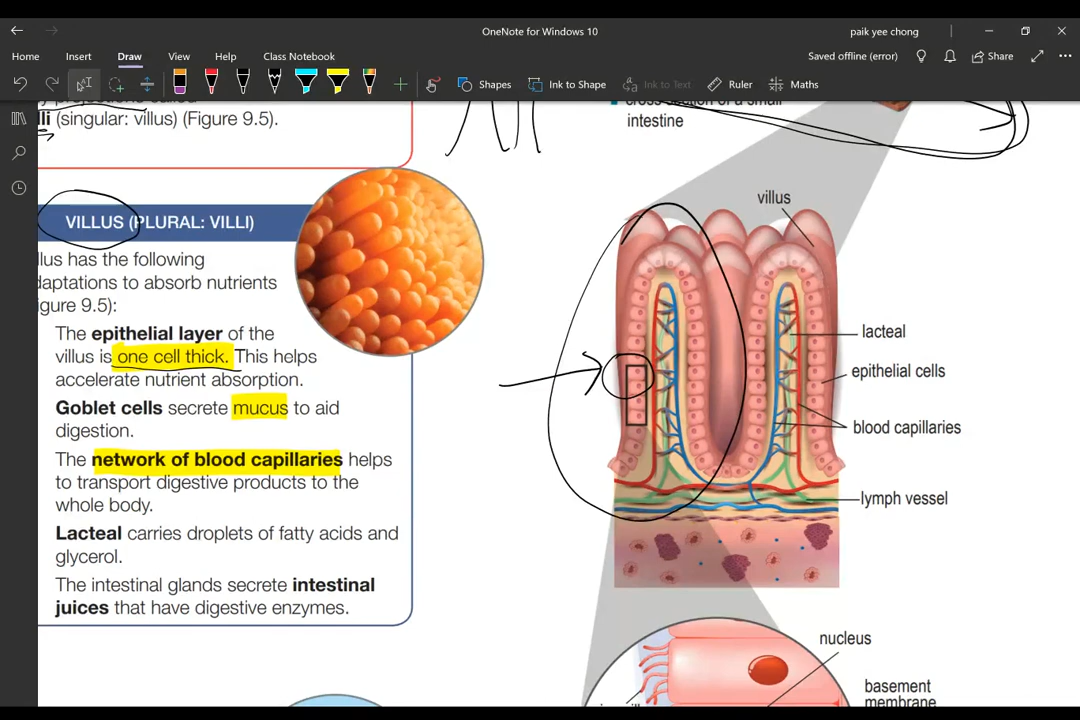 OneNote for Windows 10
paik yee chong
Home Insert Draw View Help Class Notebook
Saved offline (error)
Share
Shapes
Ink to Shape
Ink to Text
Ruler
Maths
projections called
lli (singular: villus) (Figure 9.5).
cross section of a small
intestine
VILLUS (PLURAL: VILLI)
llus has the following
daptations to absorb nutrients
igure 9.5):
The epithelial layer of the
villus is one cell thick. This helps
accelerate nutrient absorption.
Goblet cells secrete mucus to aid
digestion.
The network of blood capillaries helps
to transport digestive products to the
whole body.
Lacteal carries droplets of fatty acids and
glycerol.
The intestinal glands secrete intestinal
juices that have digestive enzymes.
villus
lacteal
epithelial cells
blood capillaries
lymph vessel
nucleus
basement
membrane